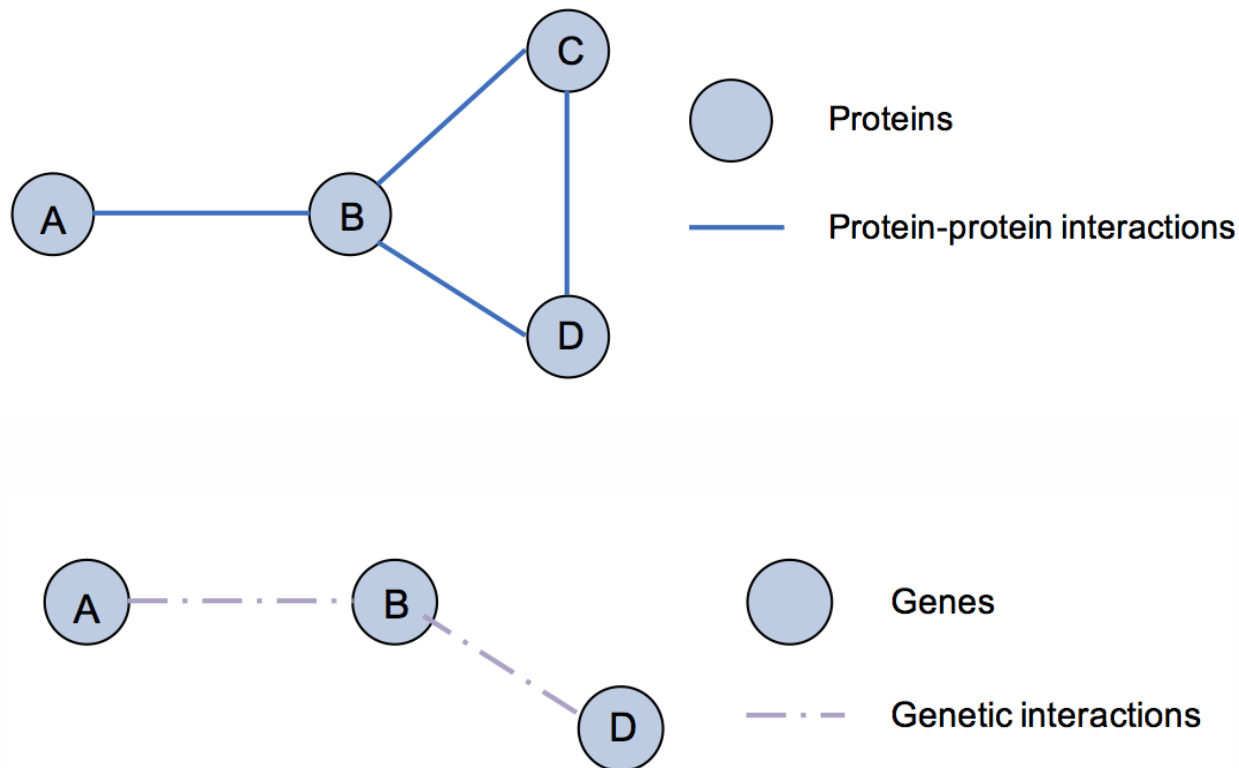 C
Proteins
A
B
Protein-protein interactions
D
A
B
Genes
D
Genetic interactions